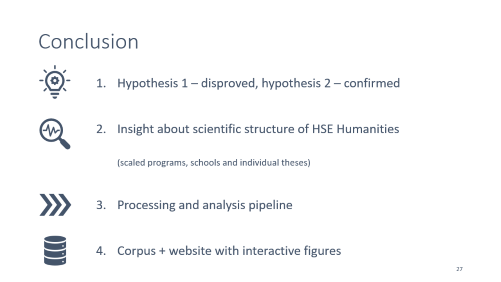 Conclusion
1. Hypothesis 1 – disproved, hypothesis 2 – confirmed
2. Insight about scientific structure of HSE Humanities
(scaled programs, schools and individual theses)
3. Processing and analysis pipeline
4. Corpus + website with interactive figures
27